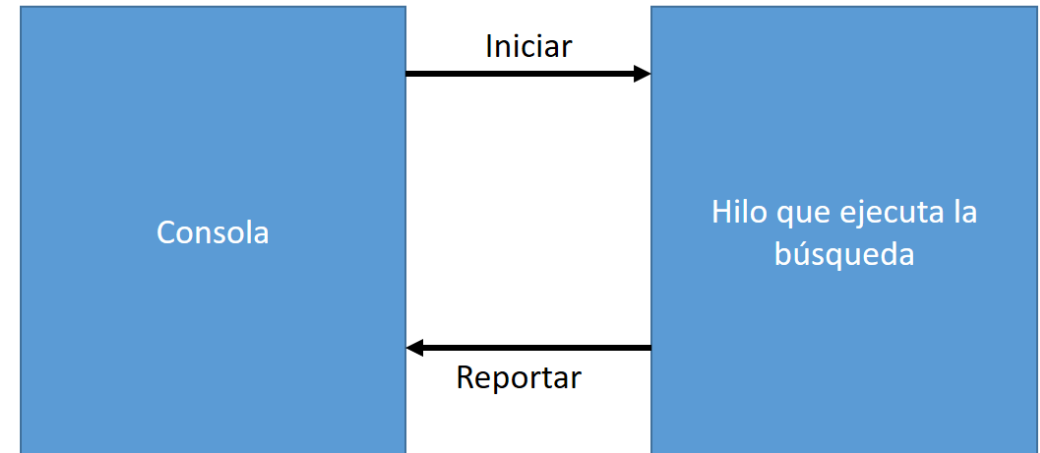 Iniciar
Consola
Hilo que ejecuta la
búsqueda
Reportar